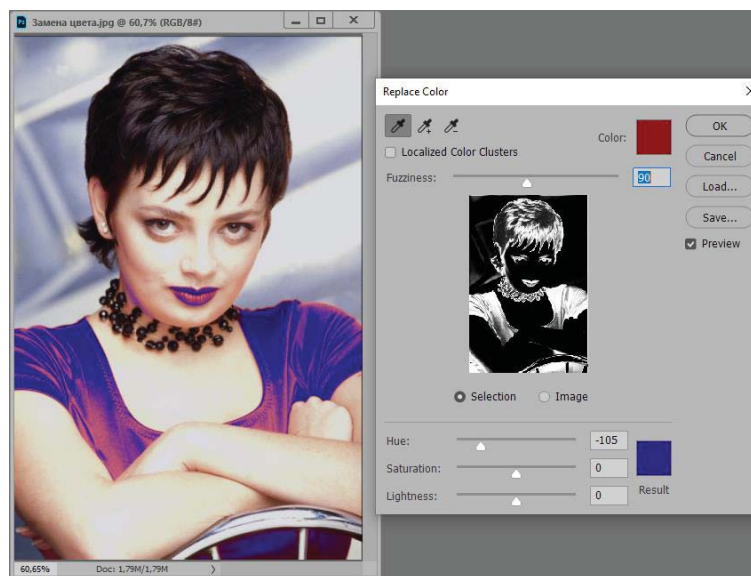 Ps Замена цвета.jpg @ 60,7% (RGB/8#)
Replace Color
Color:
OK
Localized Color Clusters
Cancel
Fuzziness:
90
Load...
Save...
Preview
Selection
Image
Hue:
-105
Saturation:
0
Lightness:
0
Result
60,65%
Doc: 1,79M/1,79M